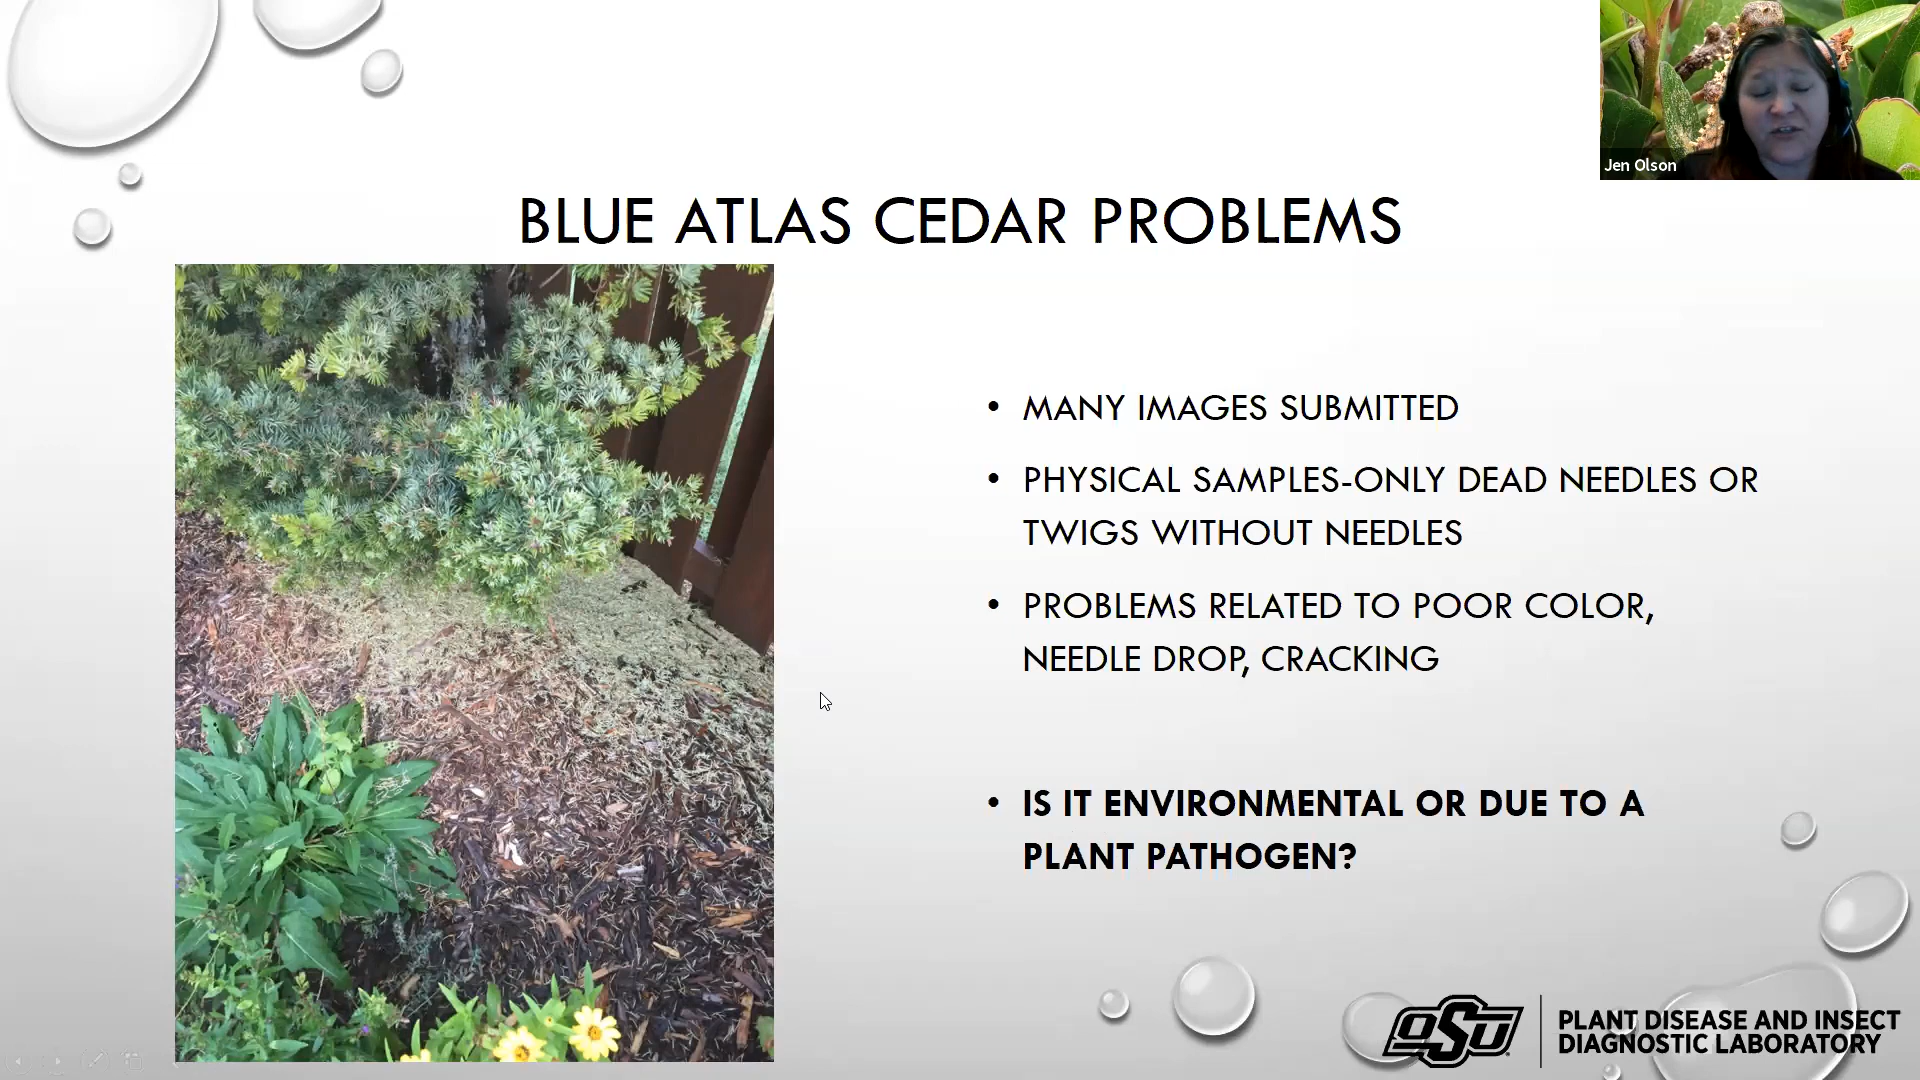 Jen Olson
BLUE ATLAS CEDAR PROBLEMS
• MANY IMAGES SUBMITTED
• PHYSICAL SAMPLES-ONLY DEAD NEEDLES OR
TWIGS WITHOUT NEEDLES
• PROBLEMS RELATED TO POOR COLOR,
NEEDLE DROP, CRACKING
• IS IT ENVIRONMENTAL OR DUE TO A
PLANT PATHOGEN?
OSU
PLANT DISEASE AND INSECT
DIAGNOSTIC LABORATORY